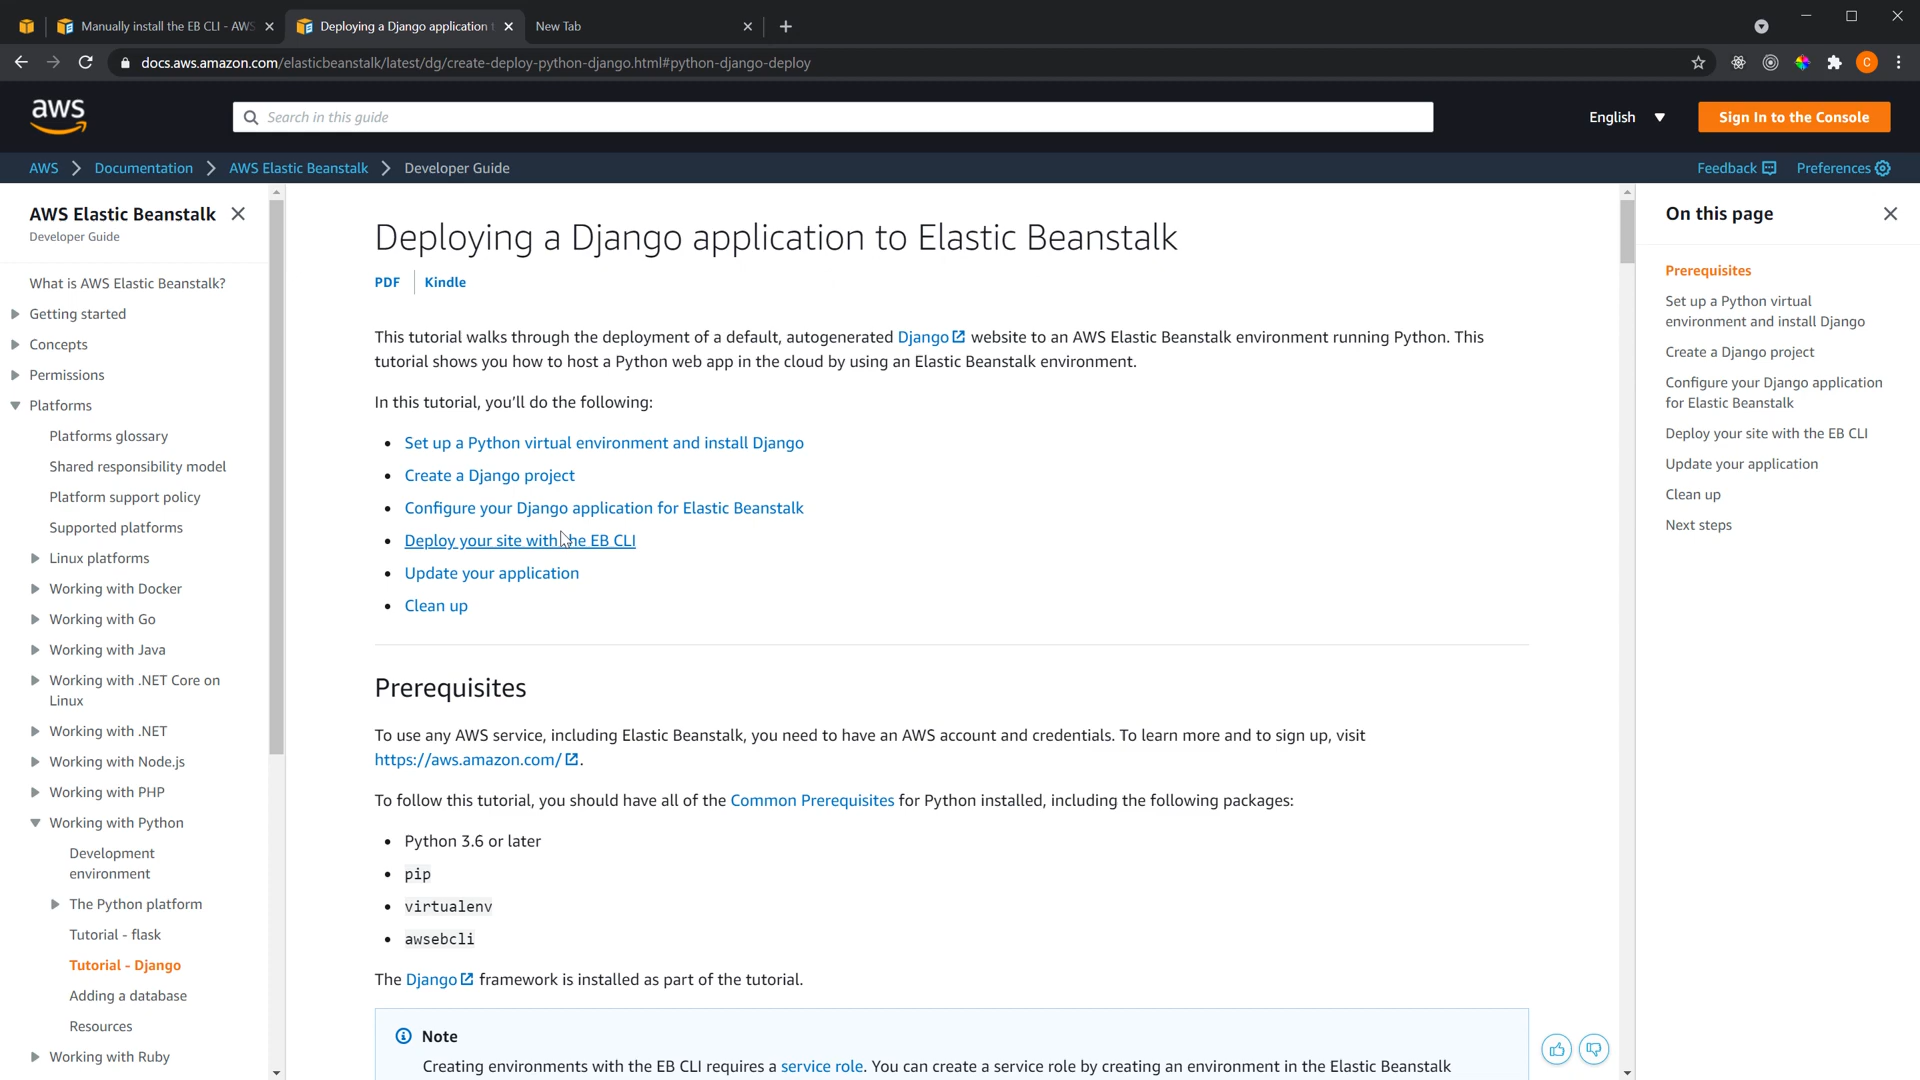 Manually install the EB CLI - AWS
Deploying a Django application t
New Tab
docs.aws.amazon.com/elasticbeanstalk/latest/dg/create-deploy-python-django.html#python-django-deploy
C
aws
Search in this guide
English
Sign In to the Console
AWS
Documentation
AWS Elastic Beanstalk
Developer Guide
Feedback
Preferences
AWS Elastic Beanstalk
Developer Guide
What is AWS Elastic Beanstalk?
Getting started
Concepts
Permissions
Platforms
Platforms glossary
Shared responsibility model
Platform support policy
Supported platforms
Linux platforms
Working with Docker
Working with Go
Working with Java
Working with .NET Core on
Linux
Working with .NET
Working with Node.js
Working with PHP
Working with Python
Development
environment
The Python platform
Tutorial - flask
Tutorial - Django
Adding a database
Resources
Working with Ruby
Deploying a Django application to Elastic Beanstalk
PDF
Kindle
This tutorial walks through the deployment of a default, autogenerated Django website to an AWS Elastic Beanstalk environment running Python. This
tutorial shows you how to host a Python web app in the cloud by using an Elastic Beanstalk environment.
In this tutorial, you'll do the following:
• Set up a Python virtual environment and install Django
• Create a Django project
• Configure your Django application for Elastic Beanstalk
• Deploy your site with the EB CLI
• Update your application
• Clean up
Prerequisites
To use any AWS service, including Elastic Beanstalk, you need to have an AWS account and credentials. To learn more and to sign up, visit
https://aws.amazon.com/.
To follow this tutorial, you should have all of the Common Prerequisites for Python installed, including the following packages:
• Python 3.6 or later
• pip
• virtualenv
• awsebcli
The Django framework is installed as part of the tutorial.
Note
Creating environments with the EB CLI requires a service role. You can create a service role by creating an environment in the Elastic Beanstalk
On this page
Prerequisites
Set up a Python virtual
environment and install Django
Create a Django project
Configure your Django application
for Elastic Beanstalk
Deploy your site with the EB CLI
Update your application
Clean up
Next steps